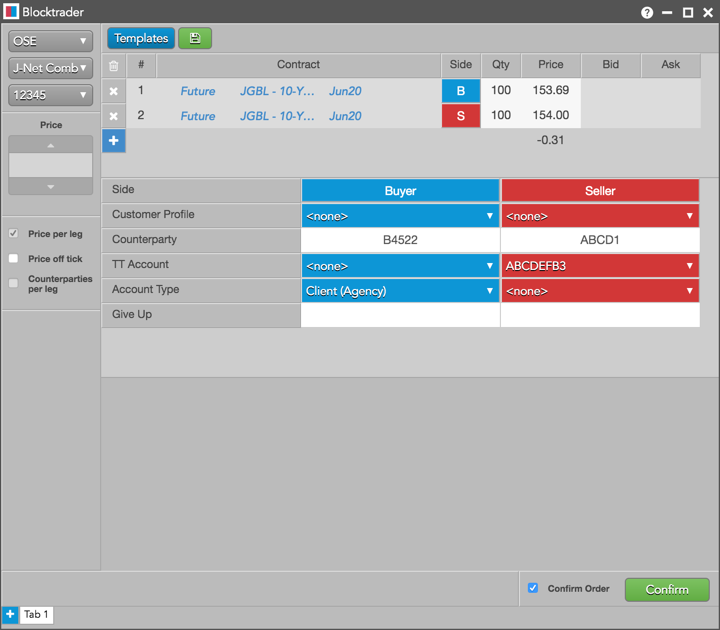 Blocktrader
OSE
J-Net Comb
12345
Price
Price per leg
Price off tick
Counterparties
per leg
Templates
# Contract Side Qty Price Bid Ask
1 Future JGBL - 10-Y... Jun20 B 100 153.69
2 Future JGBL - 10-Y... Jun20 S 100 154.00
-0.31
Side Buyer Seller
Customer Profile <none> <none>
Counterparty B4522 ABCD1
TT Account <none> ABCDEFB3
Account Type Client (Agency) <none>
Give Up
Confirm Order Confirm
Tab 1